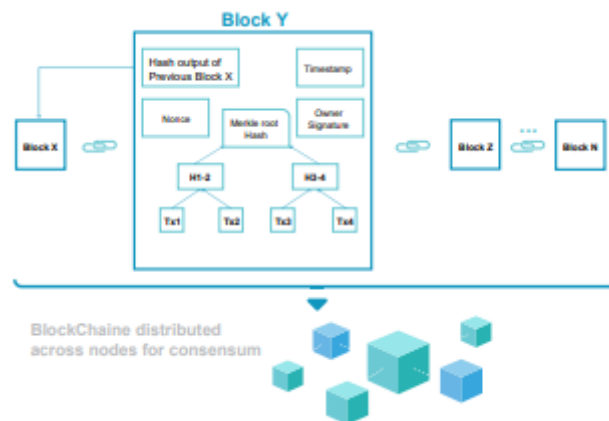 Block Y
Hash output of
Previous Block X
Timestamp
Nonce
Merkle root
Hash
Owner
Signature
Block X
Block Z
...
Block N
H1-2
H3-4
Tx1
Tx2
Tx3
Tx4
BlockChaine distributed
across nodes for consensum